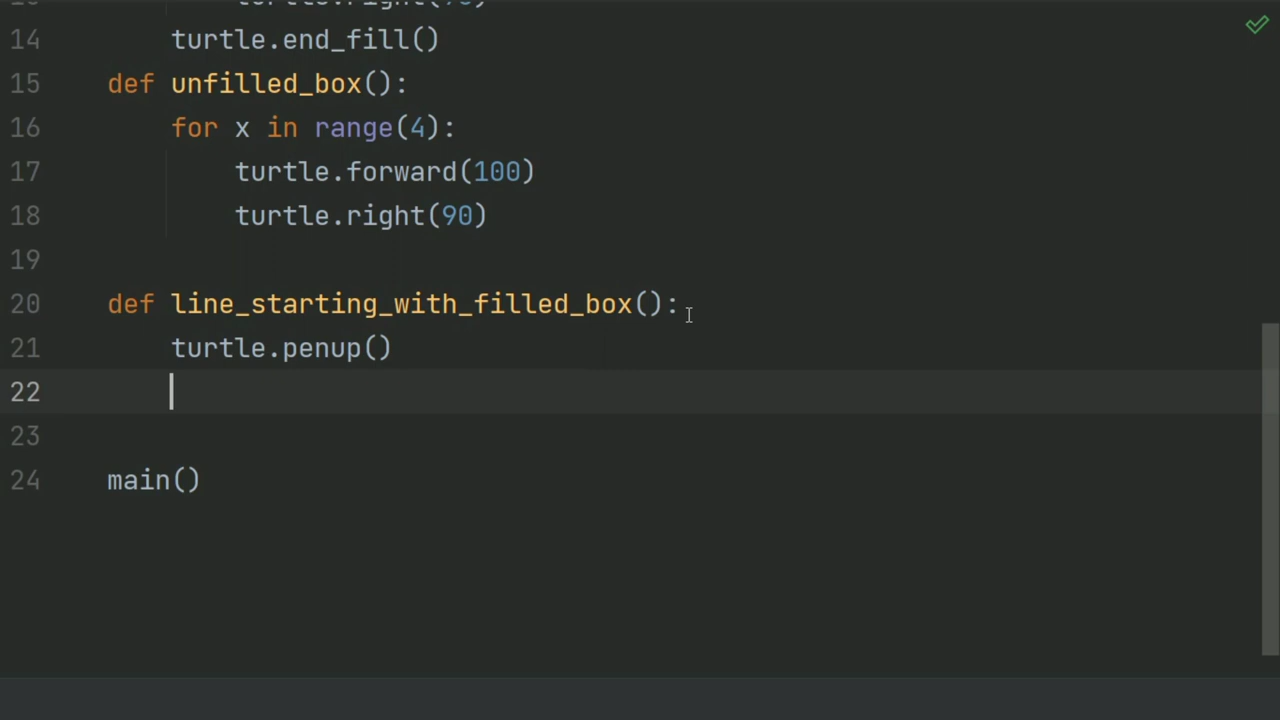 14 turtle.end_fill()
15 def unfilled_box():
16 for x in range(4):
17 turtle.forward(100)
18 turtle.right(90)
19
20 def line_starting_with_filled_box():
21 turtle.penup()
22
23
24 main()